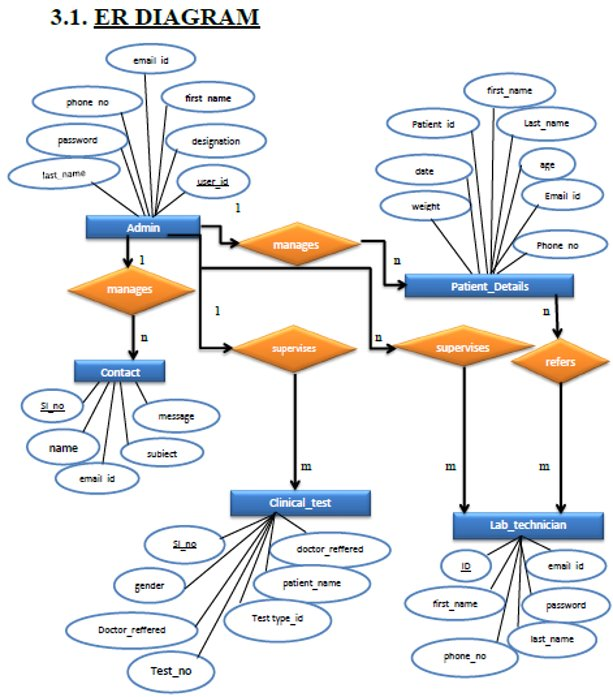 3.1. ER DIAGRAM
email id
first_name
phone no
first name
Patient id
Last_name
password
designation
date
age
last_name
user_id
weight
Email id
1
Admin
manages
n
Phone no
1
Patient_Details
manages
n
1
n
n
supervises
supervises
refers
Contact
Sl_no
message
name
subject
email id
m
m
m
Clinical_test
Lab_technician
Sl_no
doctor_reffered
ID
email id
gender
patient_name
first_name
password
Doctor_reffered
Test type_id
last_name
phone_no
Test_no